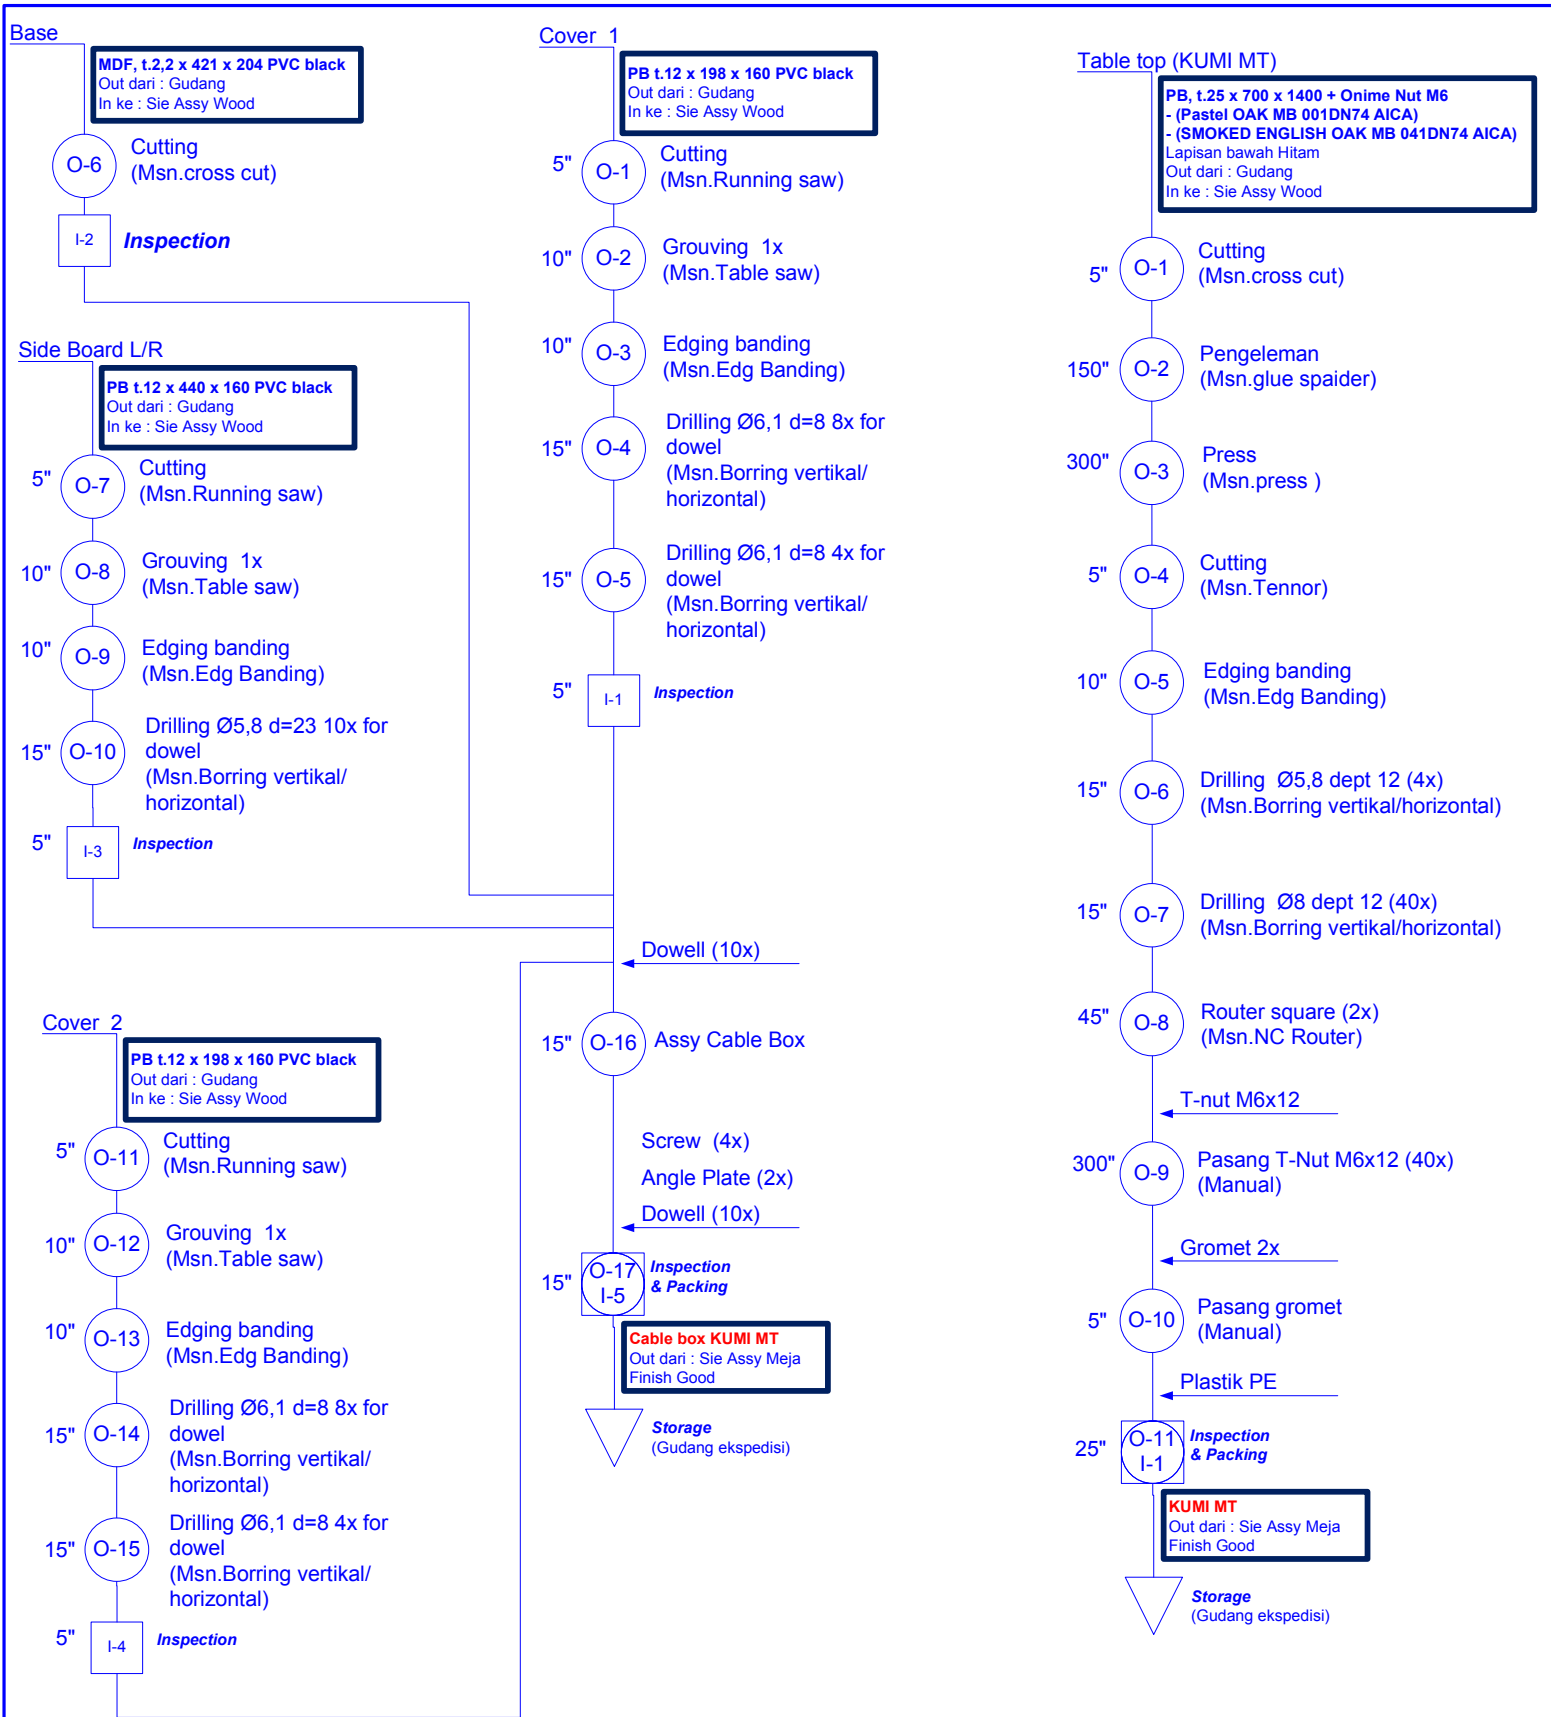 Base
MDF, t.2,2 x 421 x 204 PVC black
Out dari : Gudang
In ke : Sie Assy Wood
O-6
Cutting
(Msn.cross cut)
I-2
Inspection
Side Board L/R
PB t.12 x 440 x 160 PVC black
Out dari : Gudang
In ke : Sie Assy Wood
5"
O-7
Cutting
(Msn.Running saw)
10"
O-8
Grouving 1x
(Msn.Table saw)
10"
O-9
Edging banding
(Msn.Edg Banding)
15"
O-10
Drilling Ø5,8 d=23 10x for
dowel
(Msn.Borring vertikal/
horizontal)
5"
I-3
Inspection
Cover 2
PB t.12 x 198 x 160 PVC black
Out dari : Gudang
In ke : Sie Assy Wood
5"
O-11
Cutting
(Msn.Running saw)
10"
O-12
Grouving 1x
(Msn.Table saw)
10"
O-13
Edging banding
(Msn.Edg Banding)
15"
O-14
Drilling Ø6,1 d=8 8x for
dowel
(Msn.Borring vertikal/
horizontal)
15"
O-15
Drilling Ø6,1 d=8 4x for
dowel
(Msn.Borring vertikal/
horizontal)
5"
I-4
Inspection
Cover 1
PB t.12 x 198 x 160 PVC black
Out dari : Gudang
In ke : Sie Assy Wood
5"
O-1
Cutting
(Msn.Running saw)
10"
O-2
Grouving 1x
(Msn.Table saw)
10"
O-3
Edging banding
(Msn.Edg Banding)
15"
O-4
Drilling Ø6,1 d=8 8x for
dowel
(Msn.Borring vertikal/
horizontal)
15"
O-5
Drilling Ø6,1 d=8 4x for
dowel
(Msn.Borring vertikal/
horizontal)
5"
I-1
Inspection
Dowell (10x)
15"
O-16
Assy Cable Box
Screw (4x)
Angle Plate (2x)
Dowell (10x)
15"
O-17
I-5
Inspection
& Packing
Cable box KUMI MT
Out dari : Sie Assy Meja
Finish Good
Storage
(Gudang ekspedisi)
Table top (KUMI MT)
PB, t.25 x 700 x 1400 + Onime Nut M6
- (Pastel OAK MB 001DN74 AICA)
- (SMOKED ENGLISH OAK MB 041DN74 AICA)
Lapisan bawah Hitam
Out dari : Gudang
In ke : Sie Assy Wood
5"
O-1
Cutting
(Msn.cross cut)
150"
O-2
Pengeleman
(Msn.glue spaider)
300"
O-3
Press
(Msn.press )
5"
O-4
Cutting
(Msn.Tennor)
10"
O-5
Edging banding
(Msn.Edg Banding)
15"
O-6
Drilling Ø5,8 dept 12 (4x)
(Msn.Borring vertikal/horizontal)
15"
O-7
Drilling Ø8 dept 12 (40x)
(Msn.Borring vertikal/horizontal)
45"
O-8
Router square (2x)
(Msn.NC Router)
T-nut M6x12
300"
O-9
Pasang T-Nut M6x12 (40x)
(Manual)
Gromet 2x
5"
O-10
Pasang gromet
(Manual)
Plastik PE
25"
O-11
I-1
Inspection
& Packing
KUMI MT
Out dari : Sie Assy Meja
Finish Good
Storage
(Gudang ekspedisi)